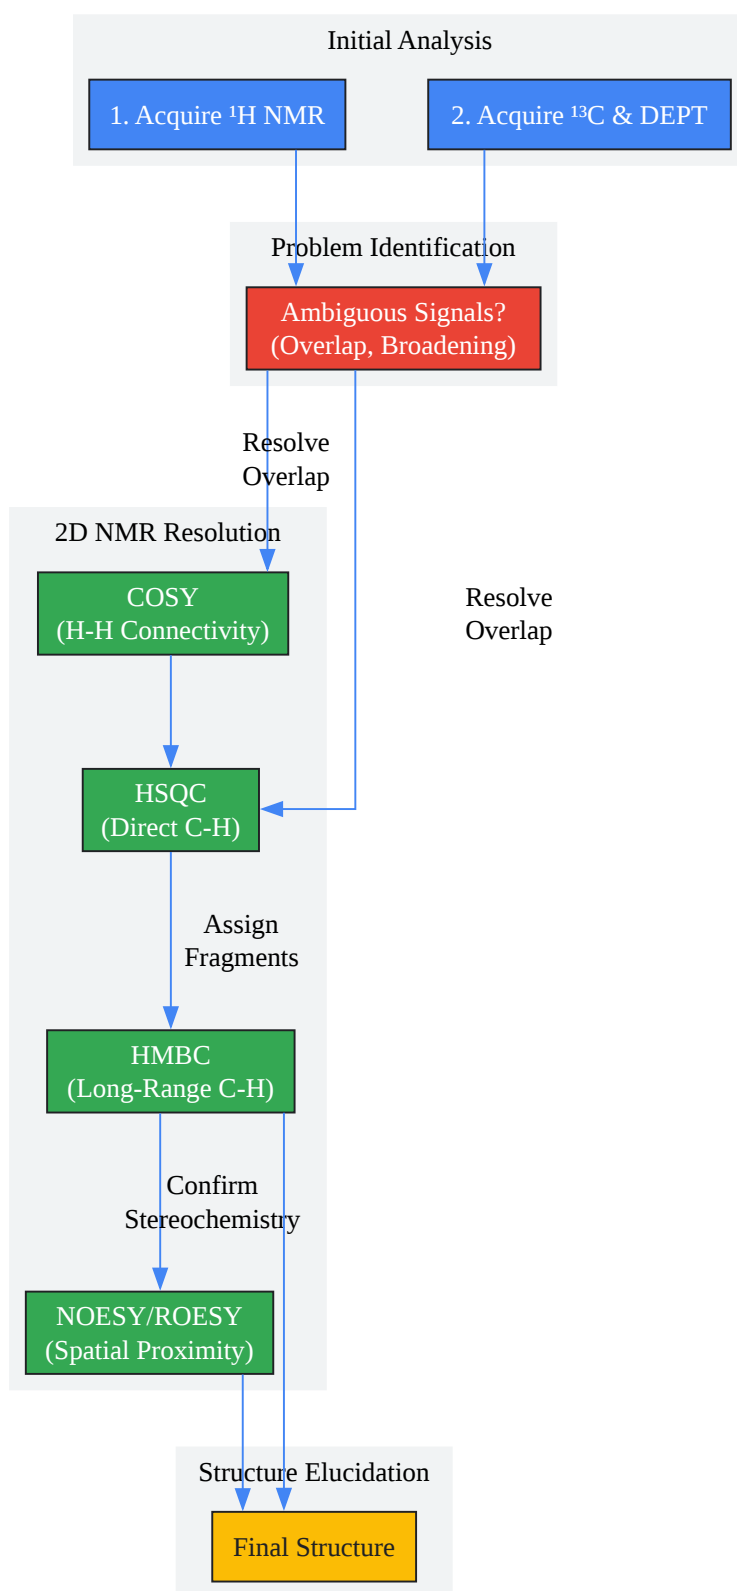 Initial Analysis
1. Acquire ¹H NMR
2. Acquire ¹³C & DEPT
Problem Identification
Ambiguous Signals?
(Overlap, Broadening)
Resolve
Overlap
2D NMR Resolution
COSY
(H-H Connectivity)
Resolve
Overlap
HSQC
(Direct C-H)
Assign
Fragments
HMBC
(Long-Range C-H)
Confirm
Stereochemistry
NOESY/ROESY
(Spatial Proximity)
Structure Elucidation
Final Structure